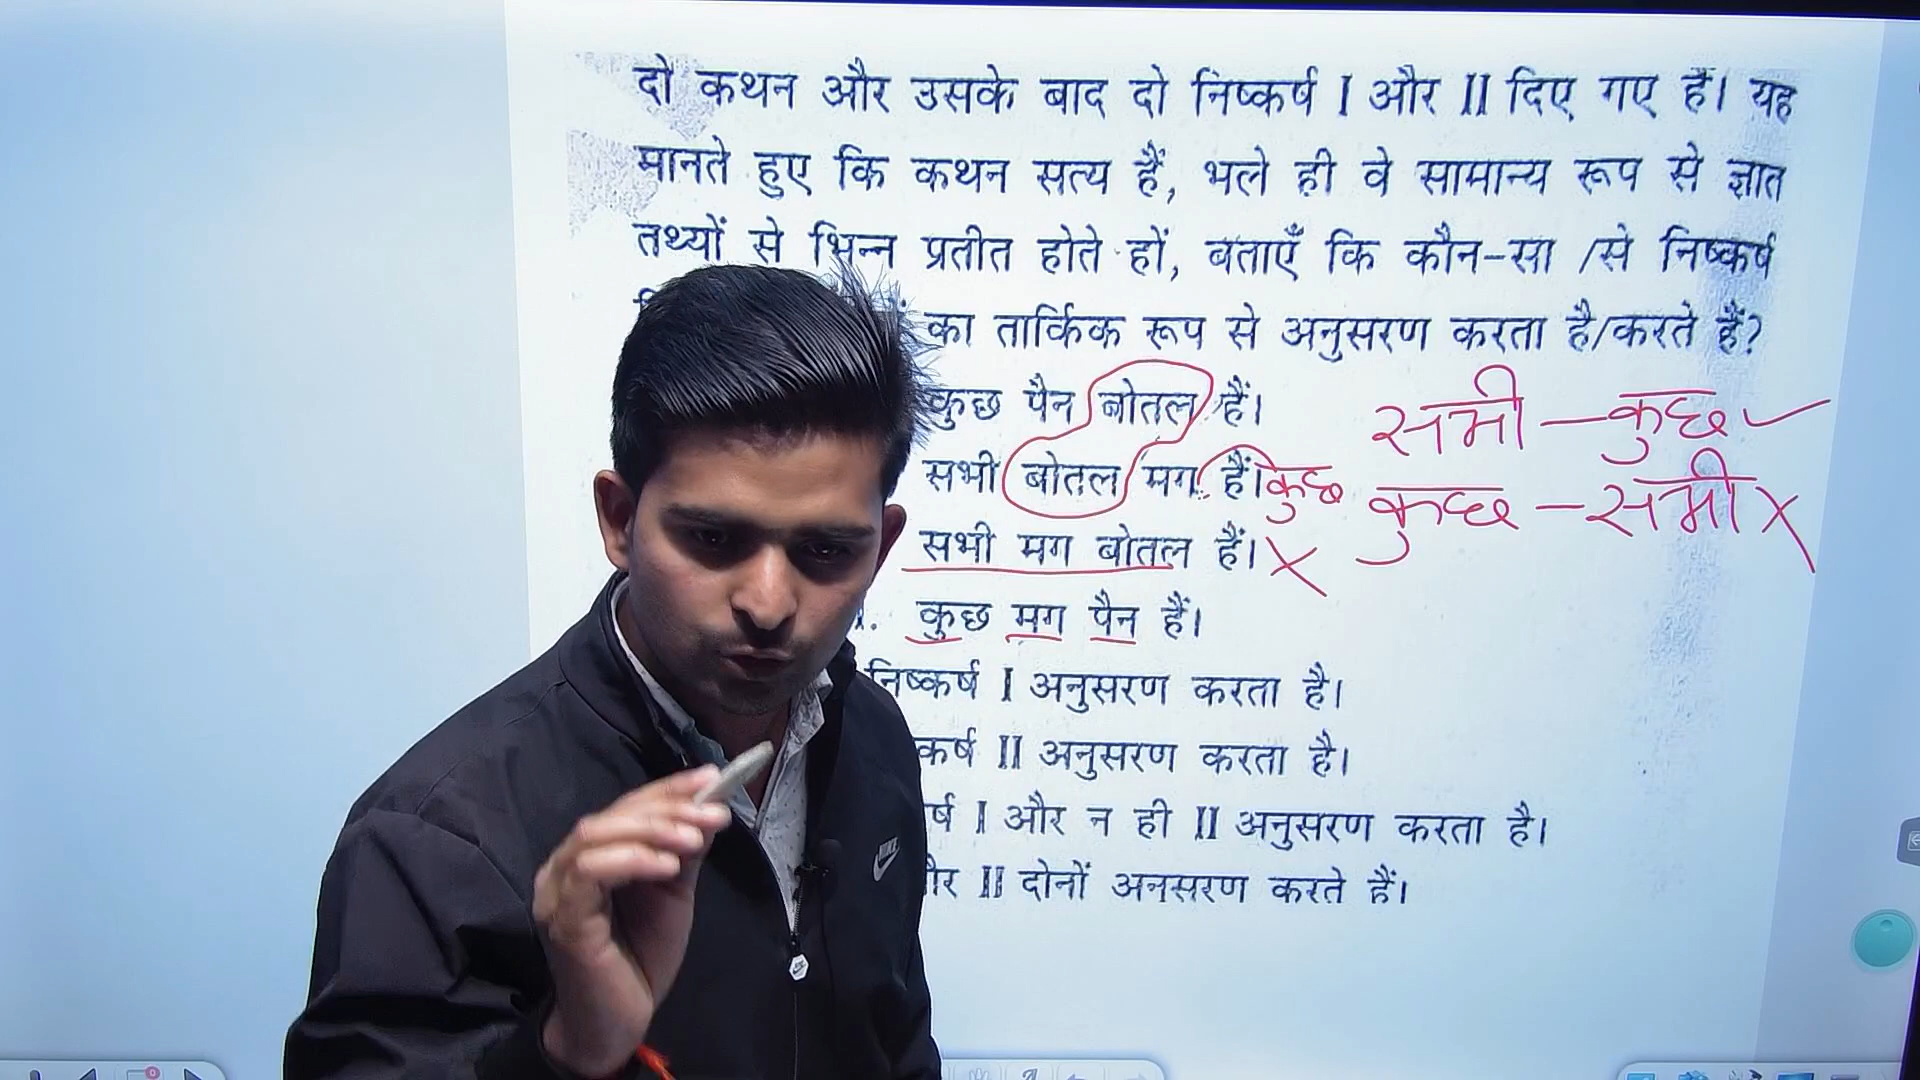 दो कथन और उसके बाद दो निष्कर्ष I और II दिए गए हैं। यह
मानते हुए कि कथन सत्य हैं, भले ही वे सामान्य रूप से ज्ञात
तथ्यों से भिन्न प्रतीत होते हों, बताएँ कि कौन-सा /से निष्कर्ष
का तार्किक रूप से अनुसरण करता है/करते हैं?
कुछ पैन बोतल हैं। सभी – कुछ ✓
सभी बोतल मग हैं। कुछ कुछ – सभी X
सभी मग बोतल हैं। X
कुछ मग पैन हैं।
निष्कर्ष I अनुसरण करता है।
II अनुसरण करता है।
I और न ही II अनुसरण करता है।
II दोनों अनुसरण करते हैं।